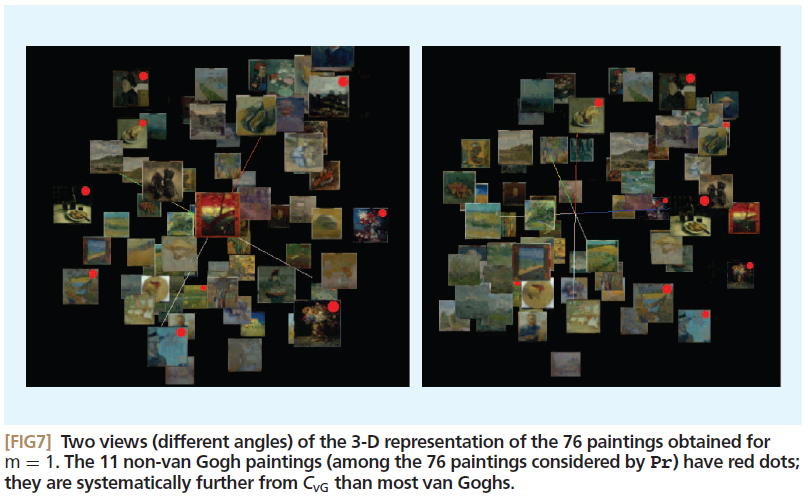 [FIG7] Two views (different angles) of the 3-D representation of the 76 paintings obtained for
m = 1. The 11 non-van Gogh paintings (among the 76 paintings considered by Pr) have red dots;
they are systematically further from CvG than most van Goghs.